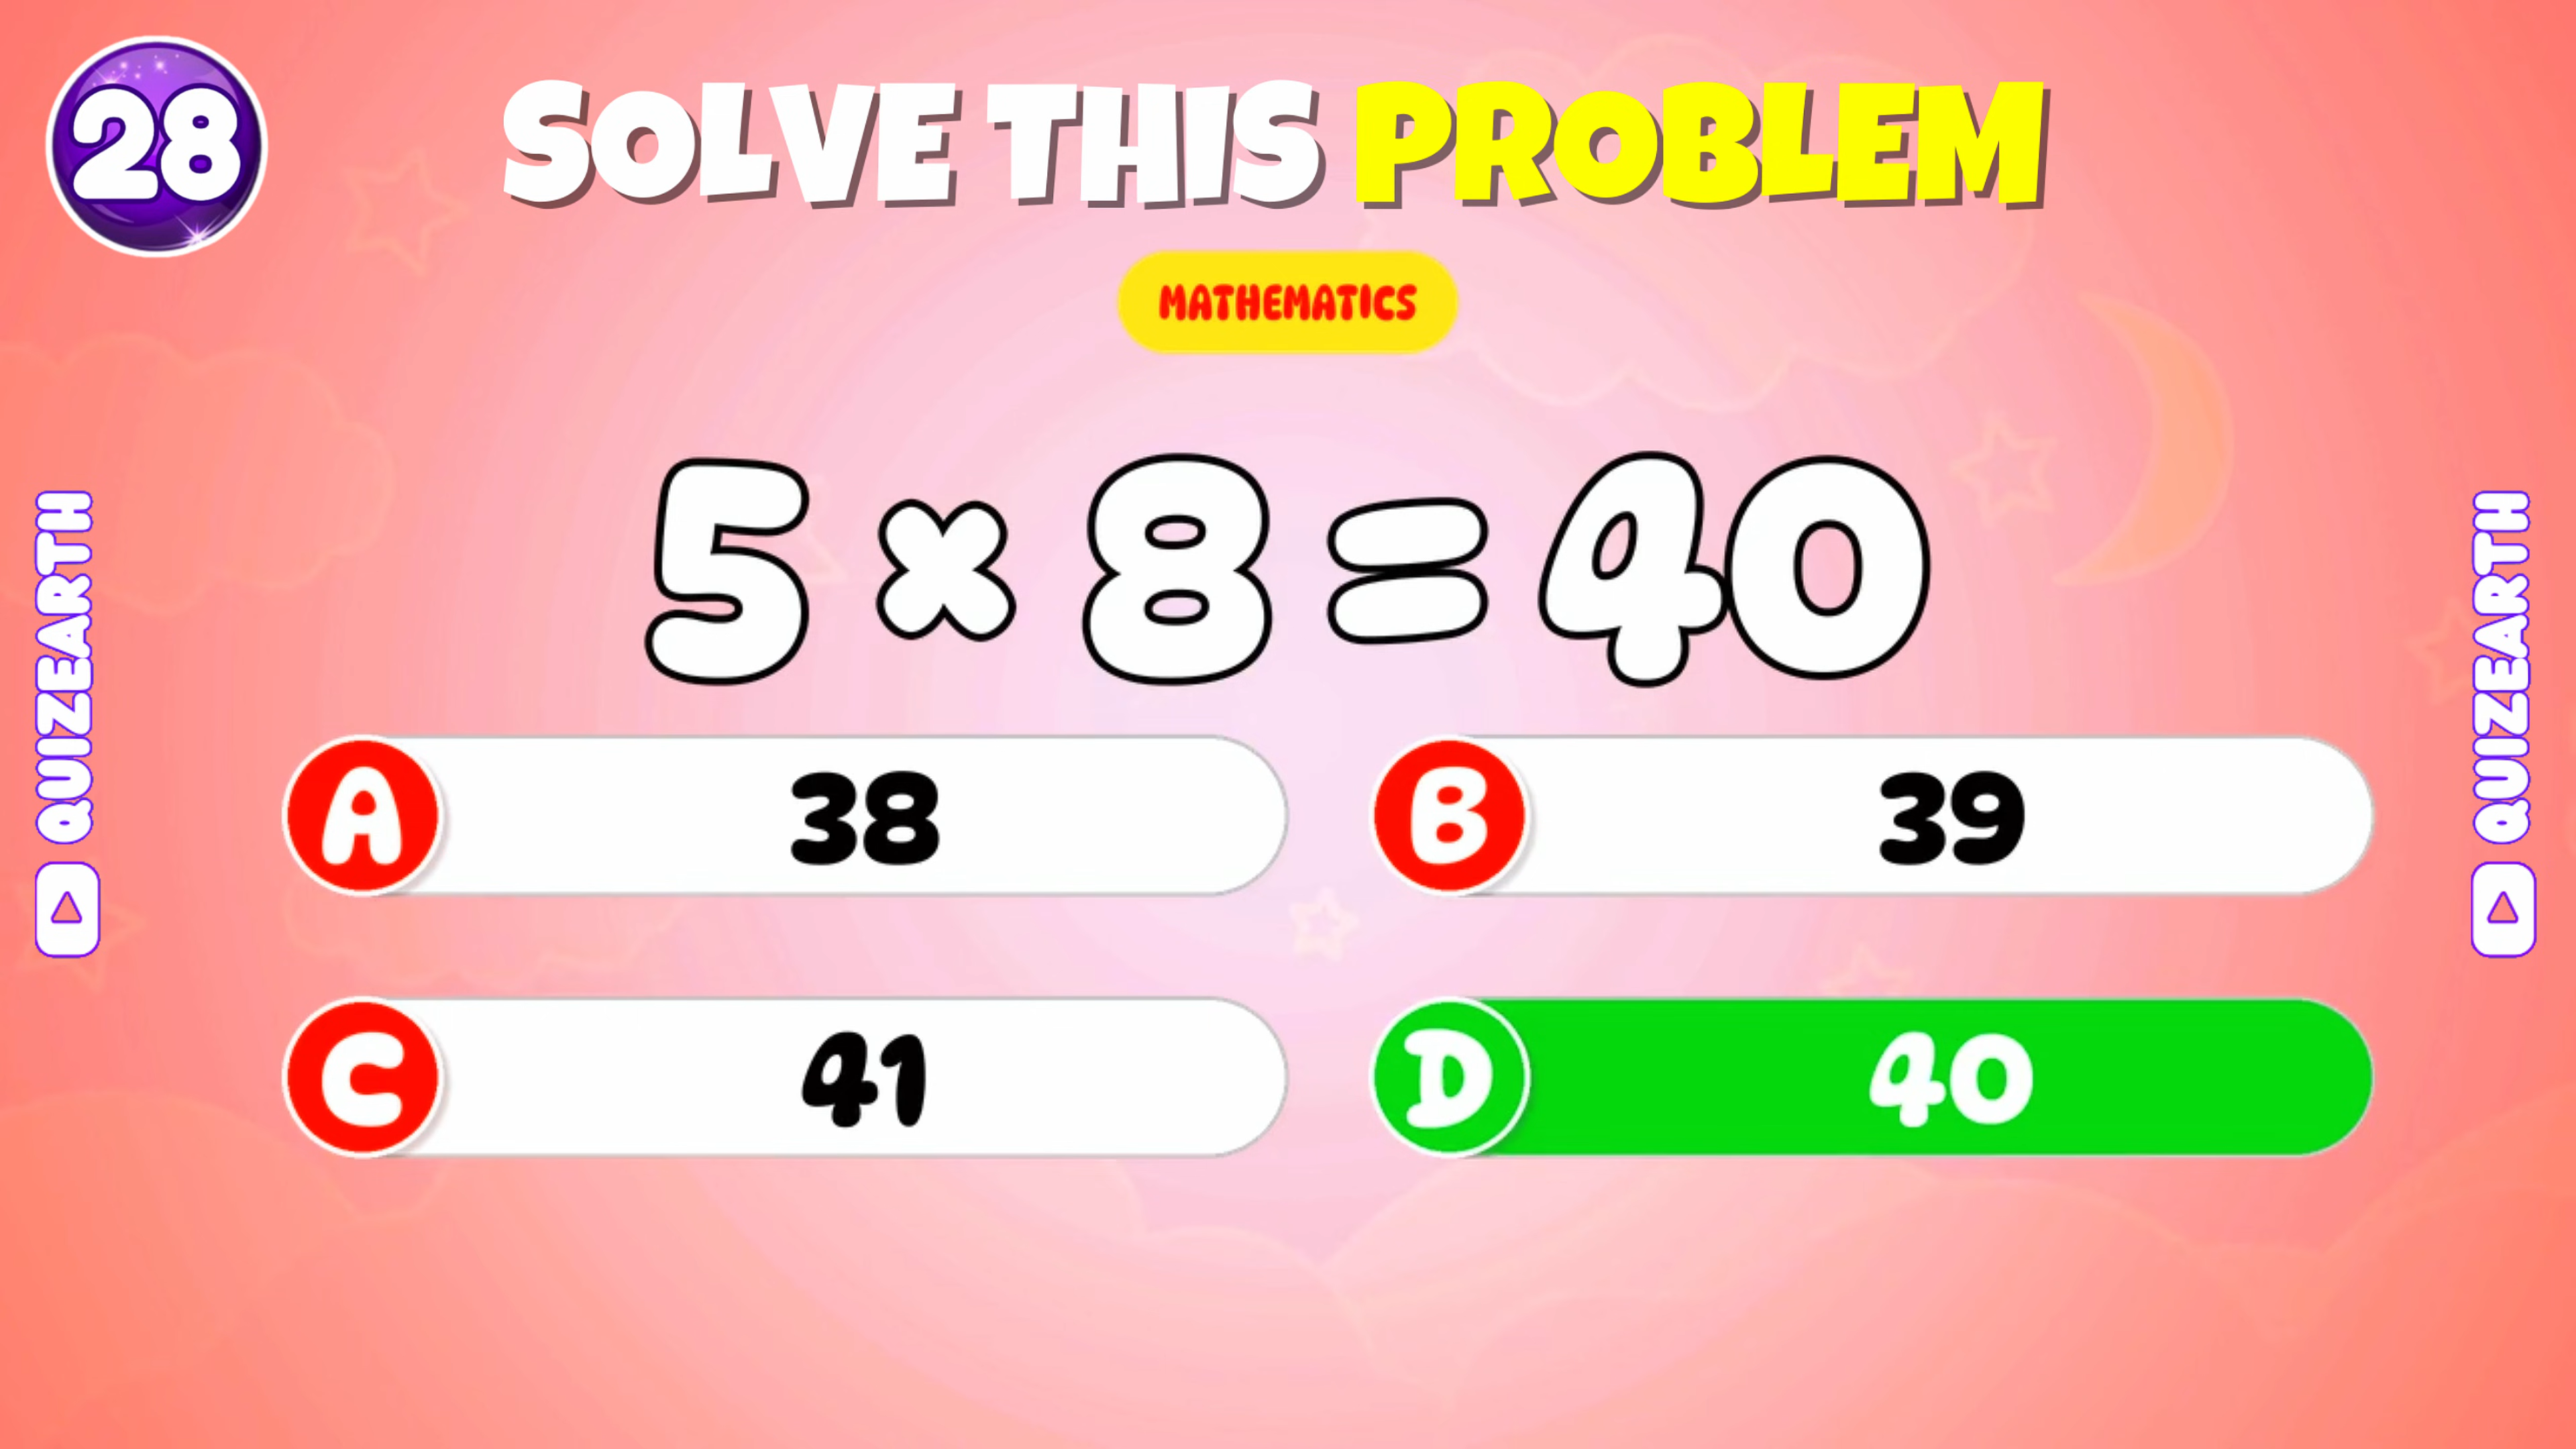 28
SOLVE THIS PROBLEM
MATHEMATICS
5 × 8 = 40
A 38
B 39
C 41
D 40
QUIZEARTH
QUIZEARTH